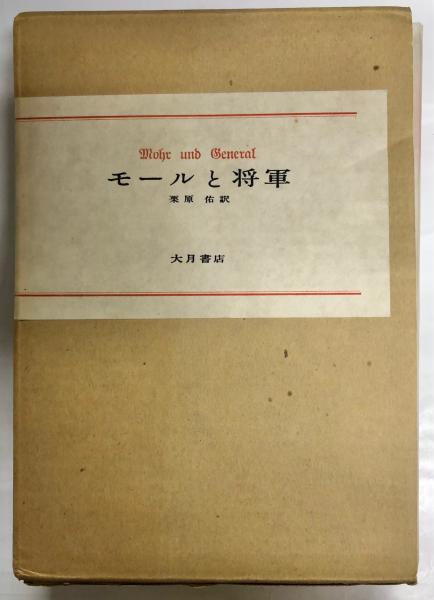 Mohr und General
モールと将軍
栗原 佑訳
大月書店